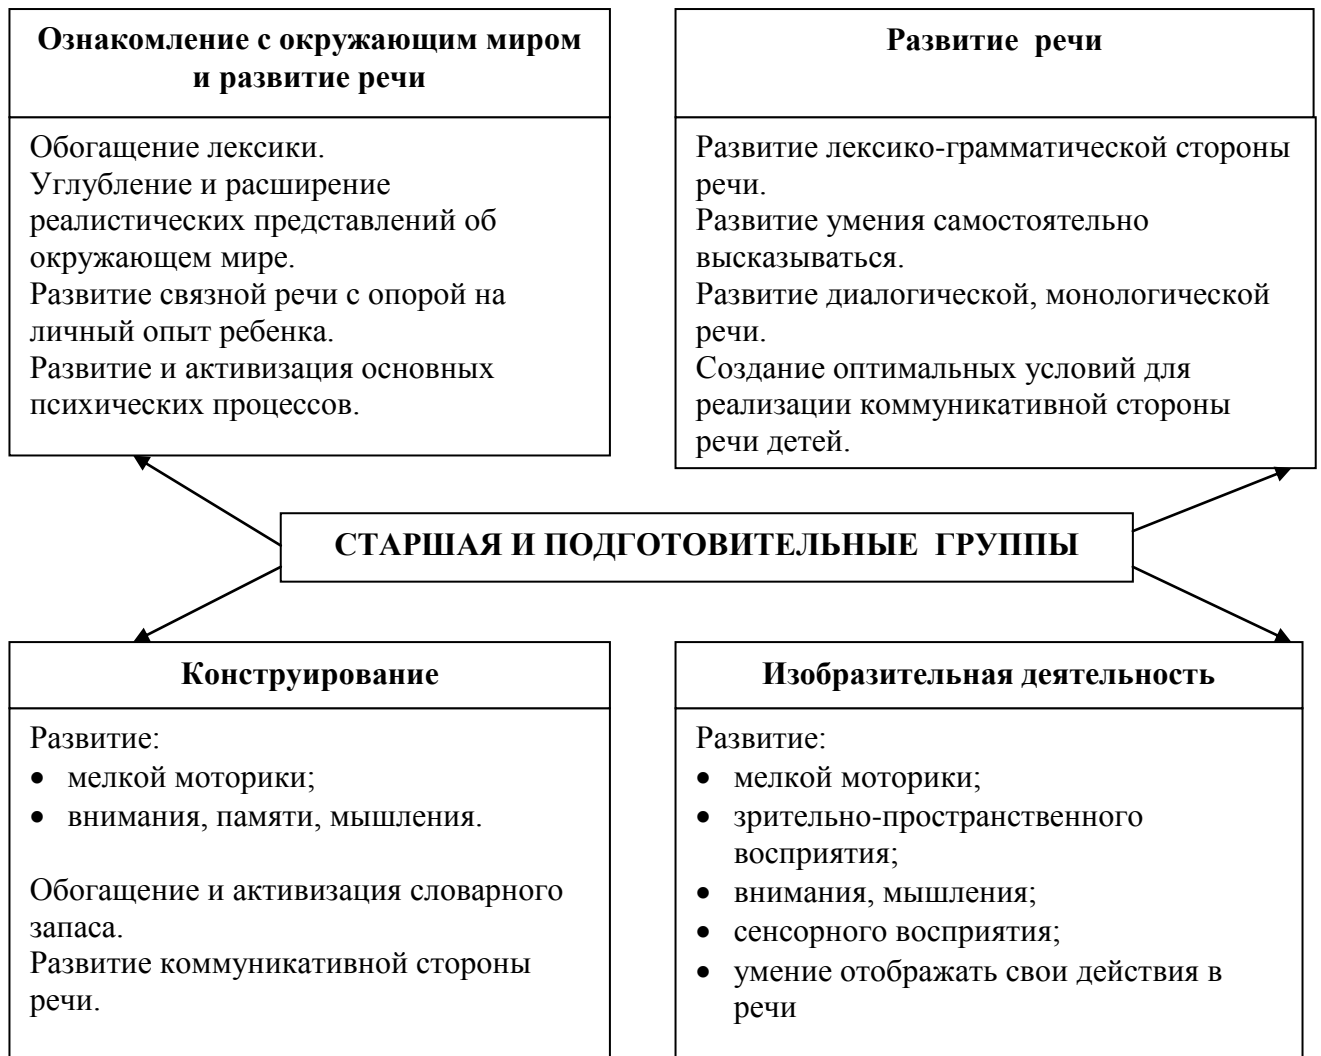 Ознакомление с окружающим миром
и развитие речи
Обогащение лексики.
Углубление и расширение
реалистических представлений об
окружающем мире.
Развитие связной речи с опорой на
личный опыт ребенка.
Развитие и активизация основных
психических процессов.
Развитие речи
Развитие лексико-грамматической стороны
речи.
Развитие умения самостоятельно
высказываться.
Развитие диалогической, монологической
речи.
Создание оптимальных условий для
реализации коммуникативной стороны
речи детей.
СТАРШАЯ И ПОДГОТОВИТЕЛЬНЫЕ ГРУППЫ
Конструирование
Развитие:
• мелкой моторики;
• внимания, памяти, мышления.
Обогащение и активизация словарного
запаса.
Развитие коммуникативной стороны
речи.
Изобразительная деятельность
Развитие:
• мелкой моторики;
• зрительно-пространственного
восприятия;
• внимания, мышления;
• сенсорного восприятия;
• умение отображать свои действия в
речи